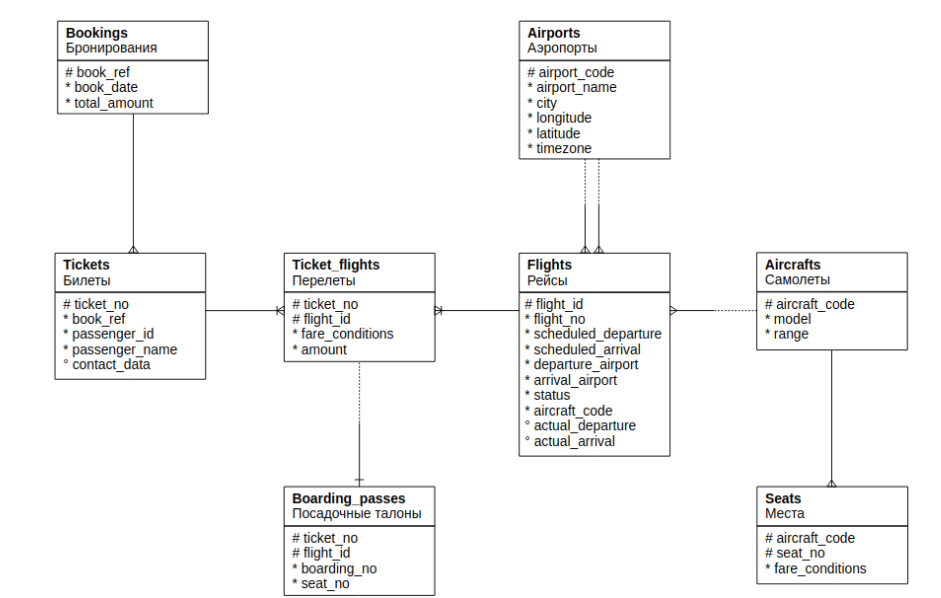 Bookings
Бронирования
# book_ref
* book_date
* total_amount
Airports
Аэропорты
# airport_code
* airport_name
* city
* longitude
* latitude
* timezone
Tickets
Билеты
# ticket_no
* book_ref
* passenger_id
* passenger_name
° contact_data
Ticket_flights
Перелеты
# ticket_no
# flight_id
* fare_conditions
* amount
Flights
Рейсы
# flight_id
* flight_no
* scheduled_departure
* scheduled_arrival
* departure_airport
* arrival_airport
* status
* aircraft_code
° actual_departure
° actual_arrival
Aircrafts
Самолеты
# aircraft_code
* model
* range
Boarding_passes
Посадочные талоны
# ticket_no
# flight_id
* boarding_no
* seat_no
Seats
Места
# aircraft_code
# seat_no
* fare_conditions